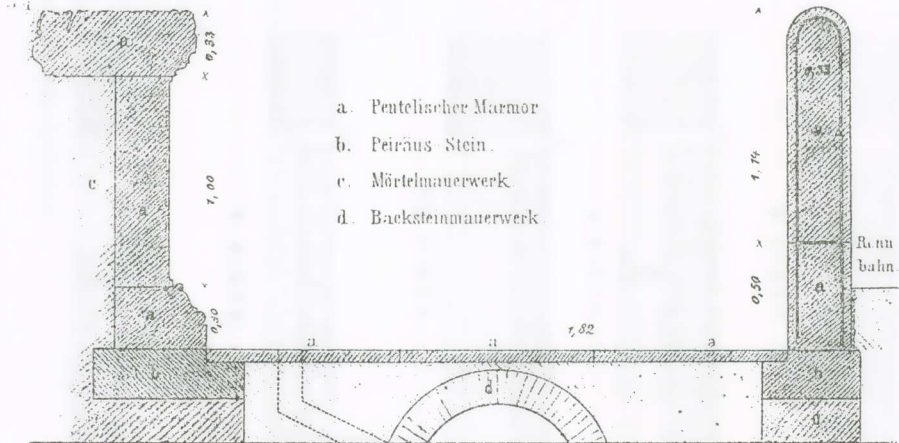 a
0,33
c
1,00
a
a
0,50
b
a. Pentelischer Marmor
b. Peiräus-Stein.
c. Mörtelmauerwerk.
d. Backsteinmauerwerk.
a
a
a
1,82
d
0,33
a
1,14
0,50
a
Renn
bahn.
b
d